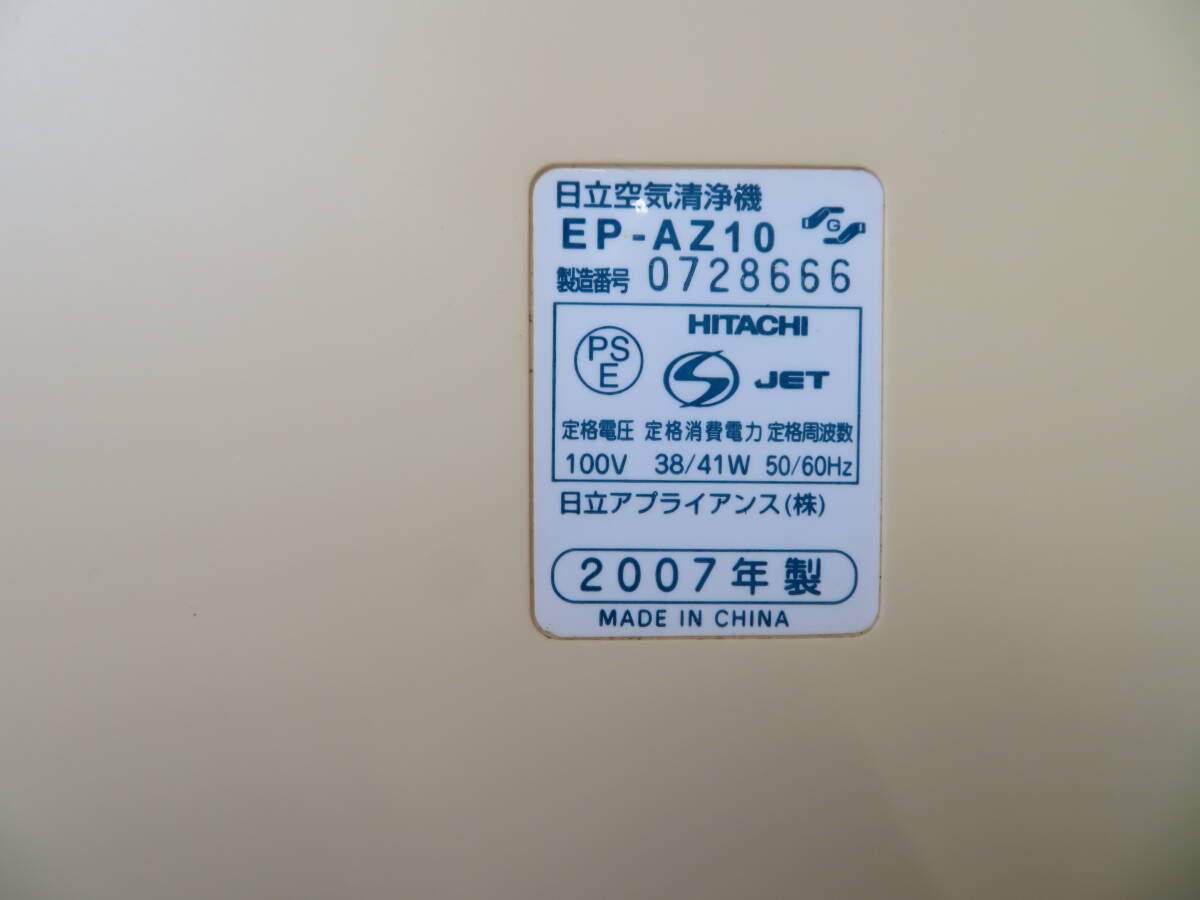 日立空気清浄機
EP-AZ10
G
製造番号 0728666
HITACHI
PS
E
S JET
定格電圧 定格消費電力 定格周波数
100V 38/41W 50/60Hz
日立アプライアンス(株)
2007年製
MADE IN CHINA